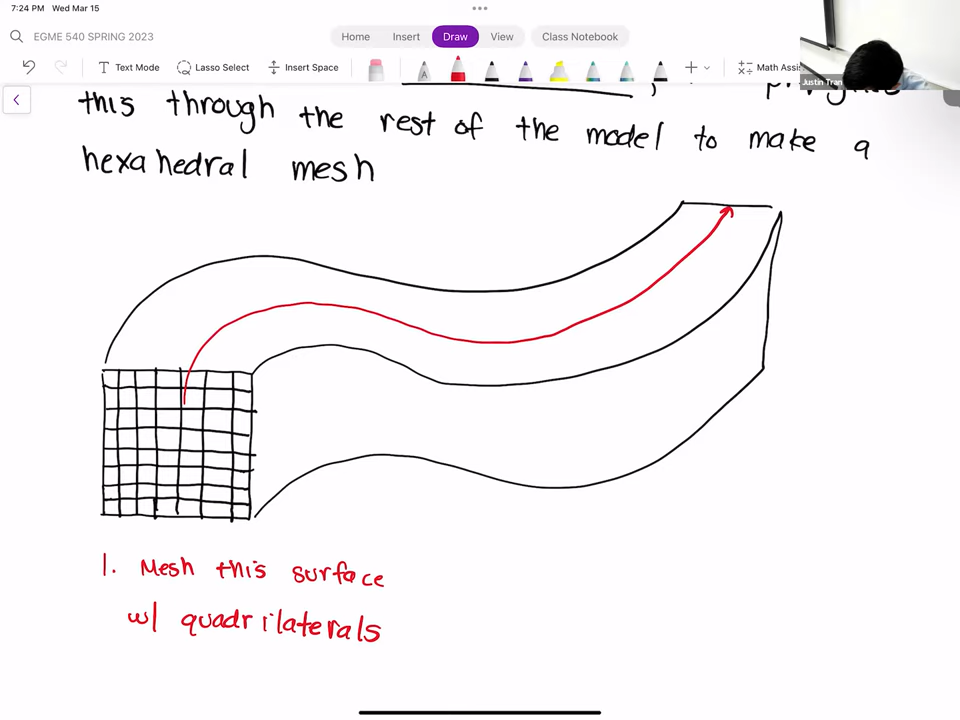 7:24 PM Wed Mar 15
EGME 540 SPRING 2023
Home Insert Draw View Class Notebook
Text Mode Lasso Select Insert Space
Math Assis
Justin Tran
this through the rest of the model to make a
hexahedral mesh
1. Mesh this surface
w/ quadrilaterals